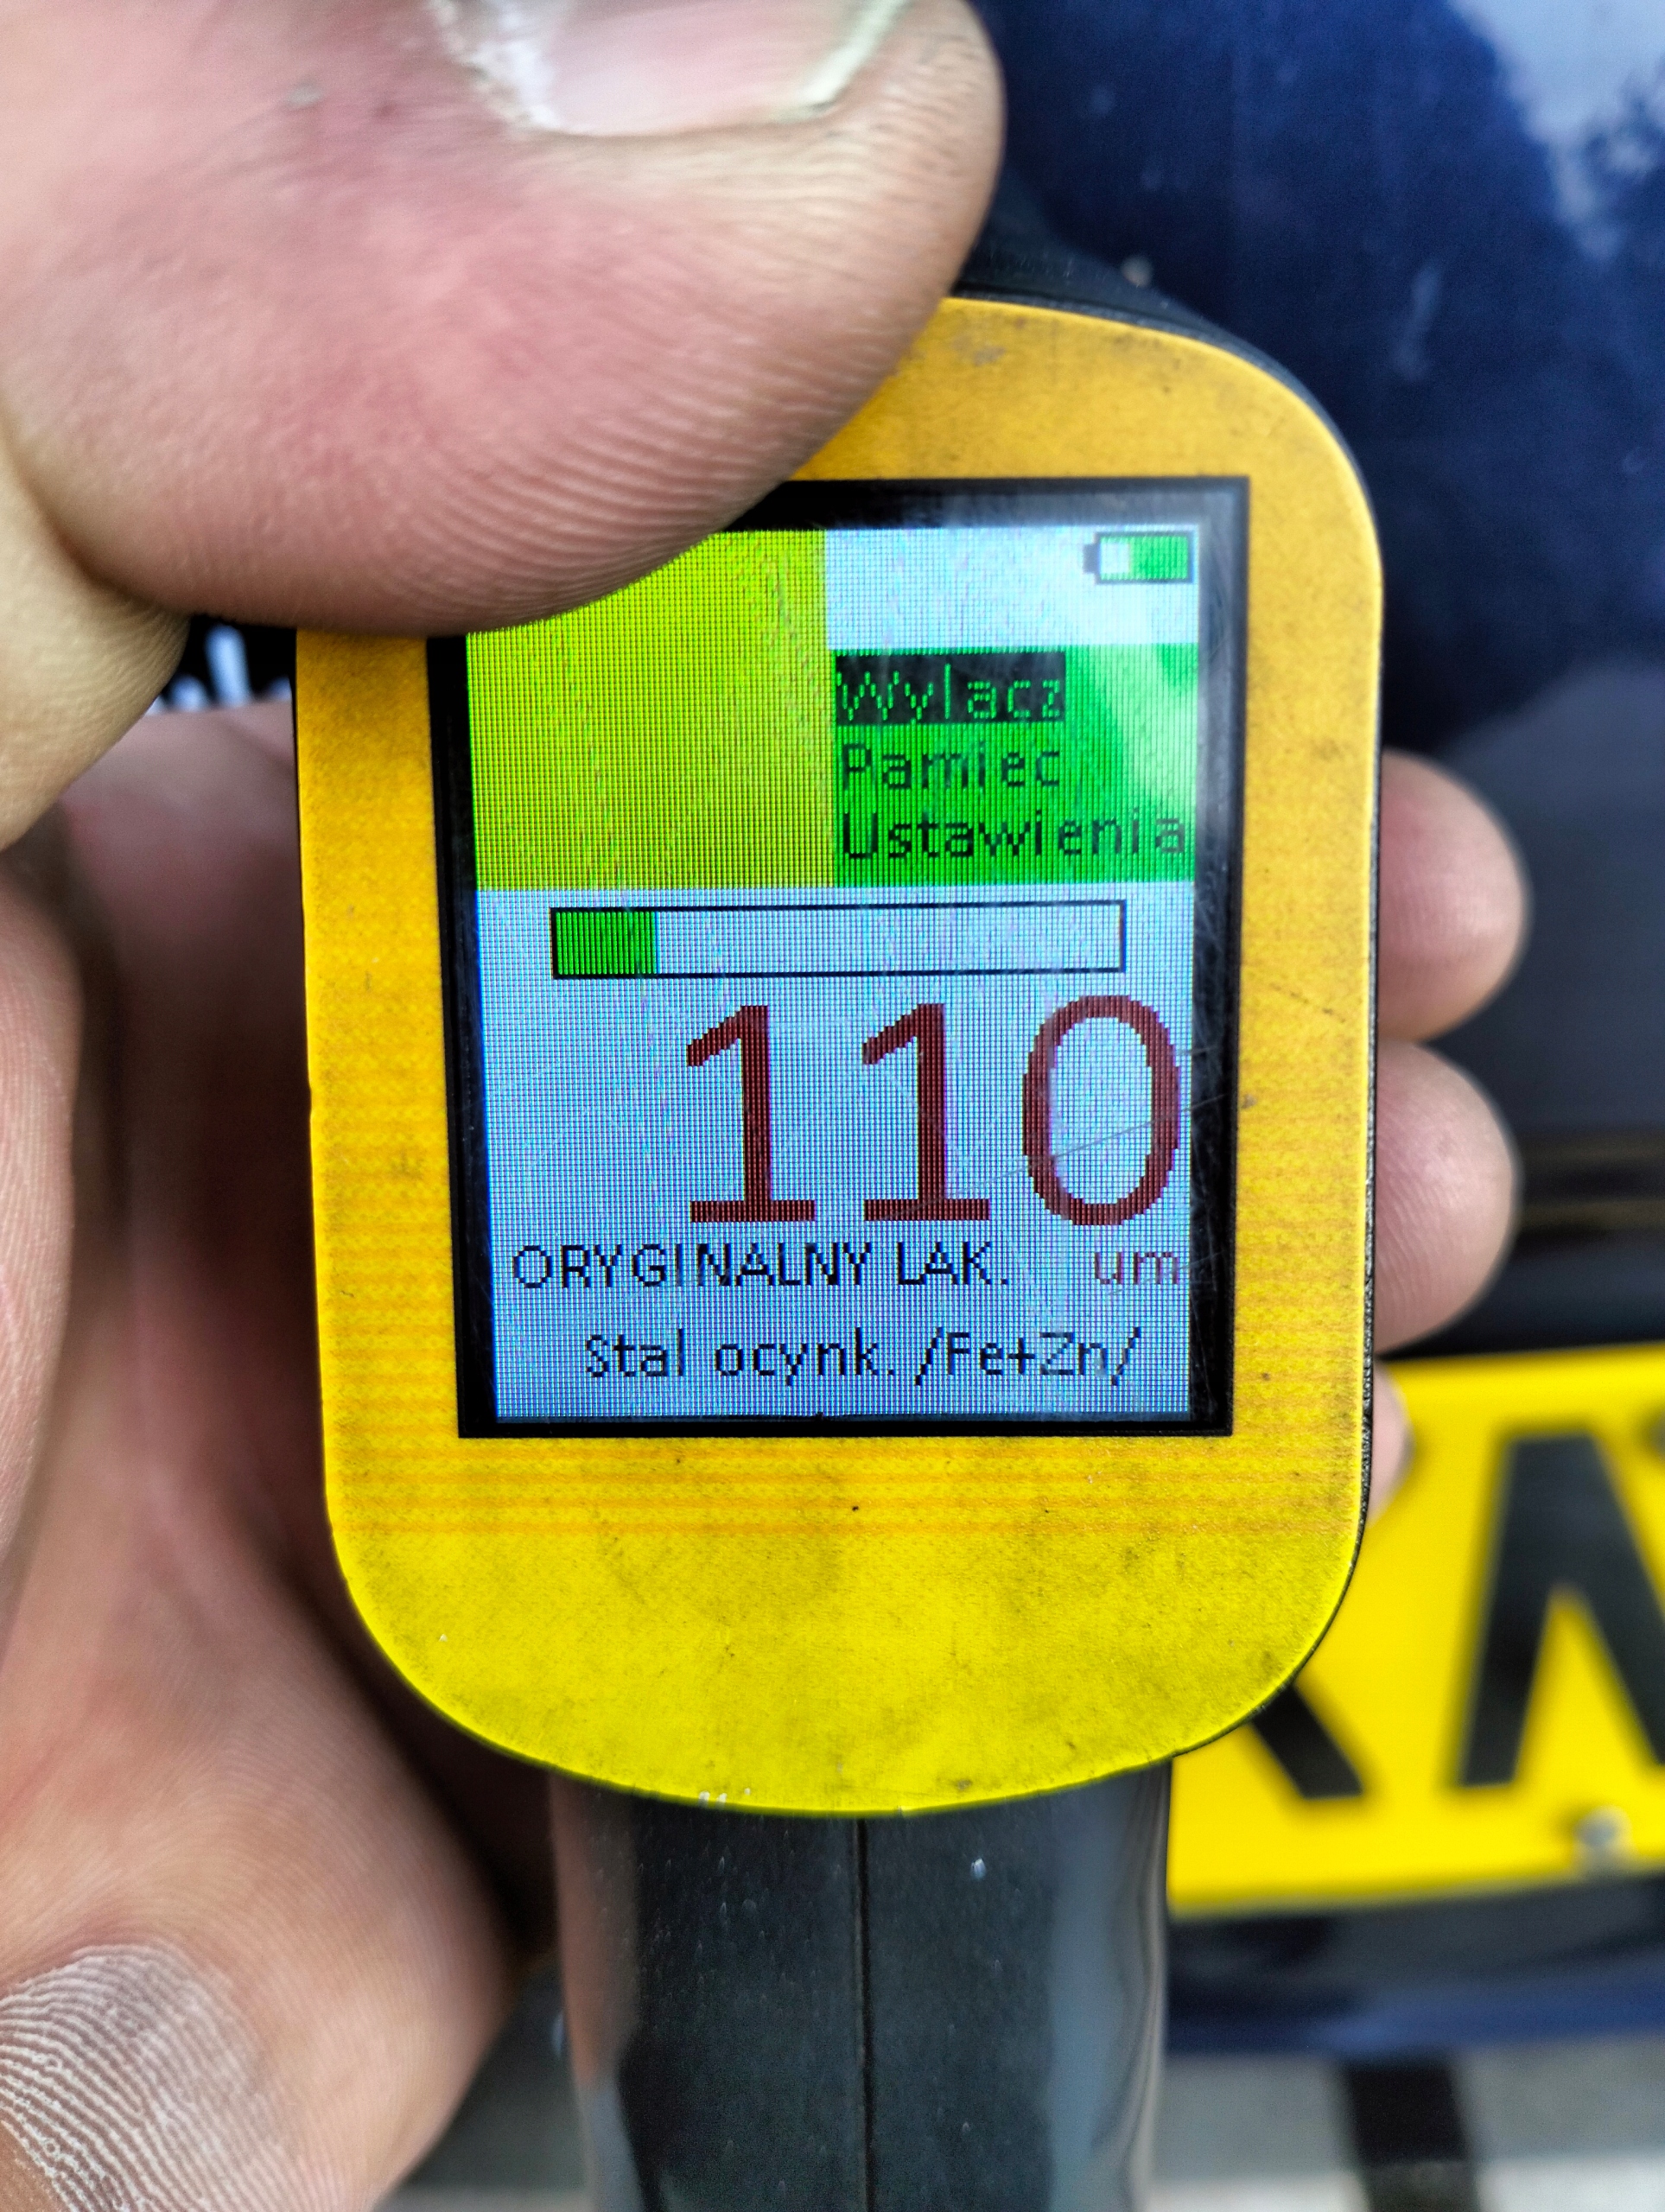 Wylacz
Pamiec
Ustawienia
110
ORYGINALNY LAK. um
Stal ocynk. /Fe+Zn/